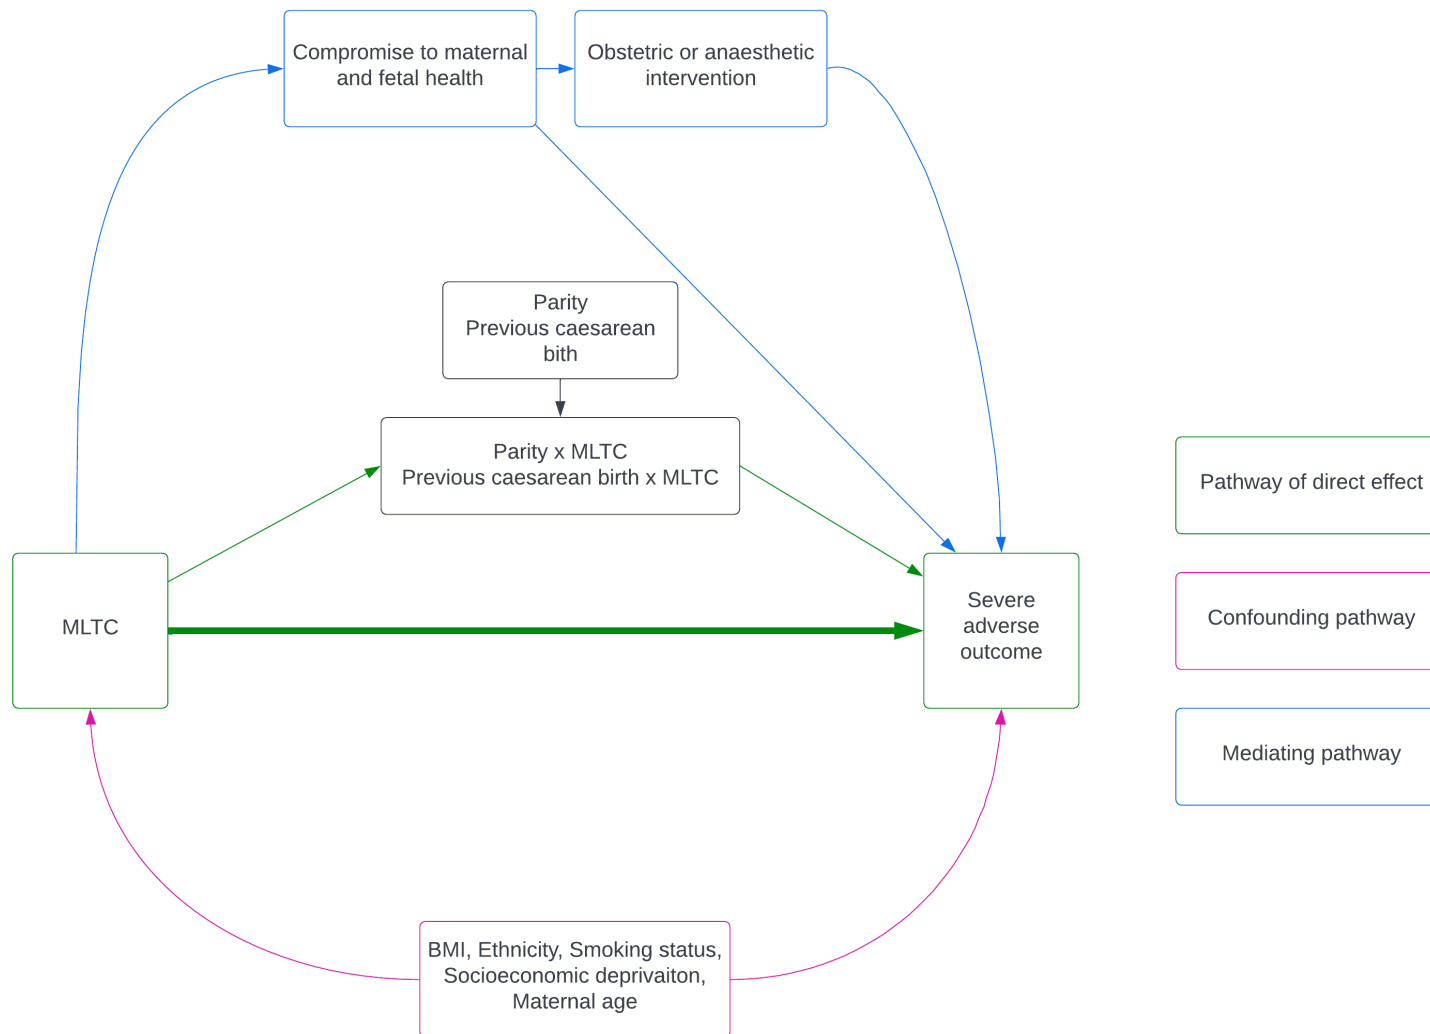 Compromise to maternal
and fetal health
Obstetric or anaesthetic
intervention
Parity
Previous caesarean
bith
Parity x MLTC
Previous caesarean birth x MLTC
MLTC
Severe
adverse
outcome
BMI, Ethnicity, Smoking status,
Socioeconomic deprivaiton,
Maternal age
Pathway of direct effect
Confounding pathway
Mediating pathway